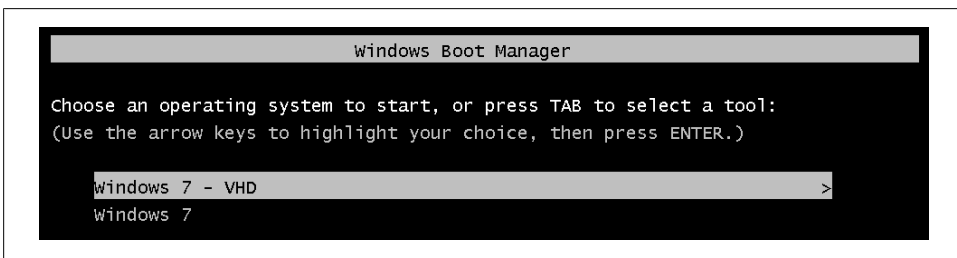 Windows Boot Manager
Choose an operating system to start, or press TAB to select a tool:
(Use the arrow keys to highlight your choice, then press ENTER.)
Windows 7 - VHD >
Windows 7